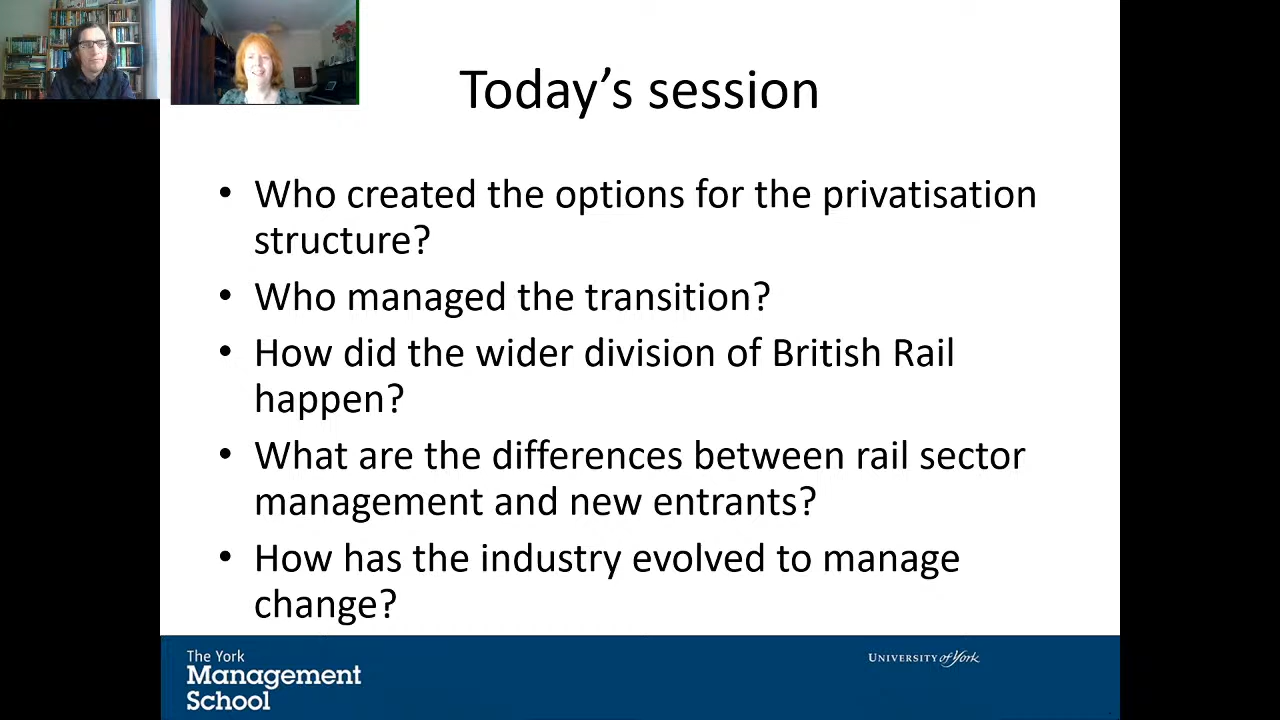 Today’s session
• Who created the options for the privatisation
structure?
• Who managed the transition?
• How did the wider division of British Rail
happen?
• What are the differences between rail sector
management and new entrants?
• How has the industry evolved to manage
change?
The York
Management
School
UNIVERSITY of York